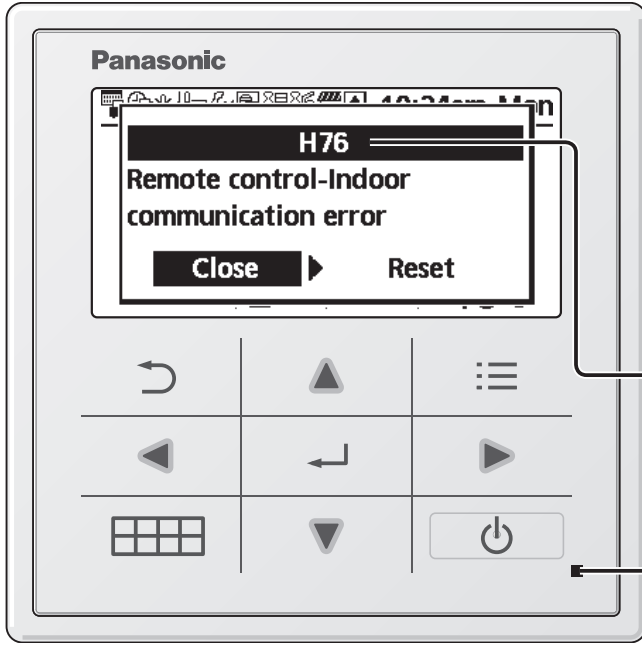 Panasonic
H76
Remote control-Indoor
communication error
Close Reset